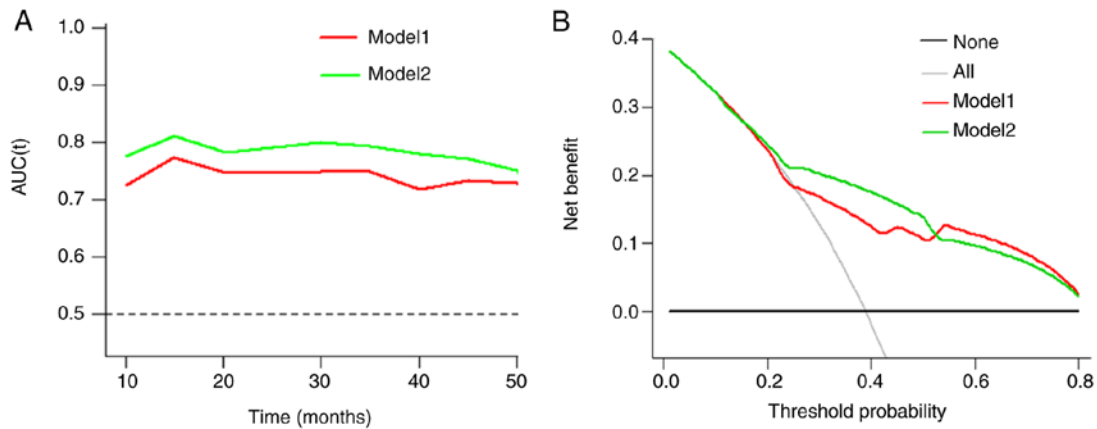 A
Model1
Model2
1.0
0.9
0.8
0.7
0.6
0.5
AUC(t)
10
20
30
40
50
Time (months)
B
None
All
Model1
Model2
0.4
0.3
0.2
0.1
0.0
Net benefit
0.0
0.2
0.4
0.6
0.8
Threshold probability